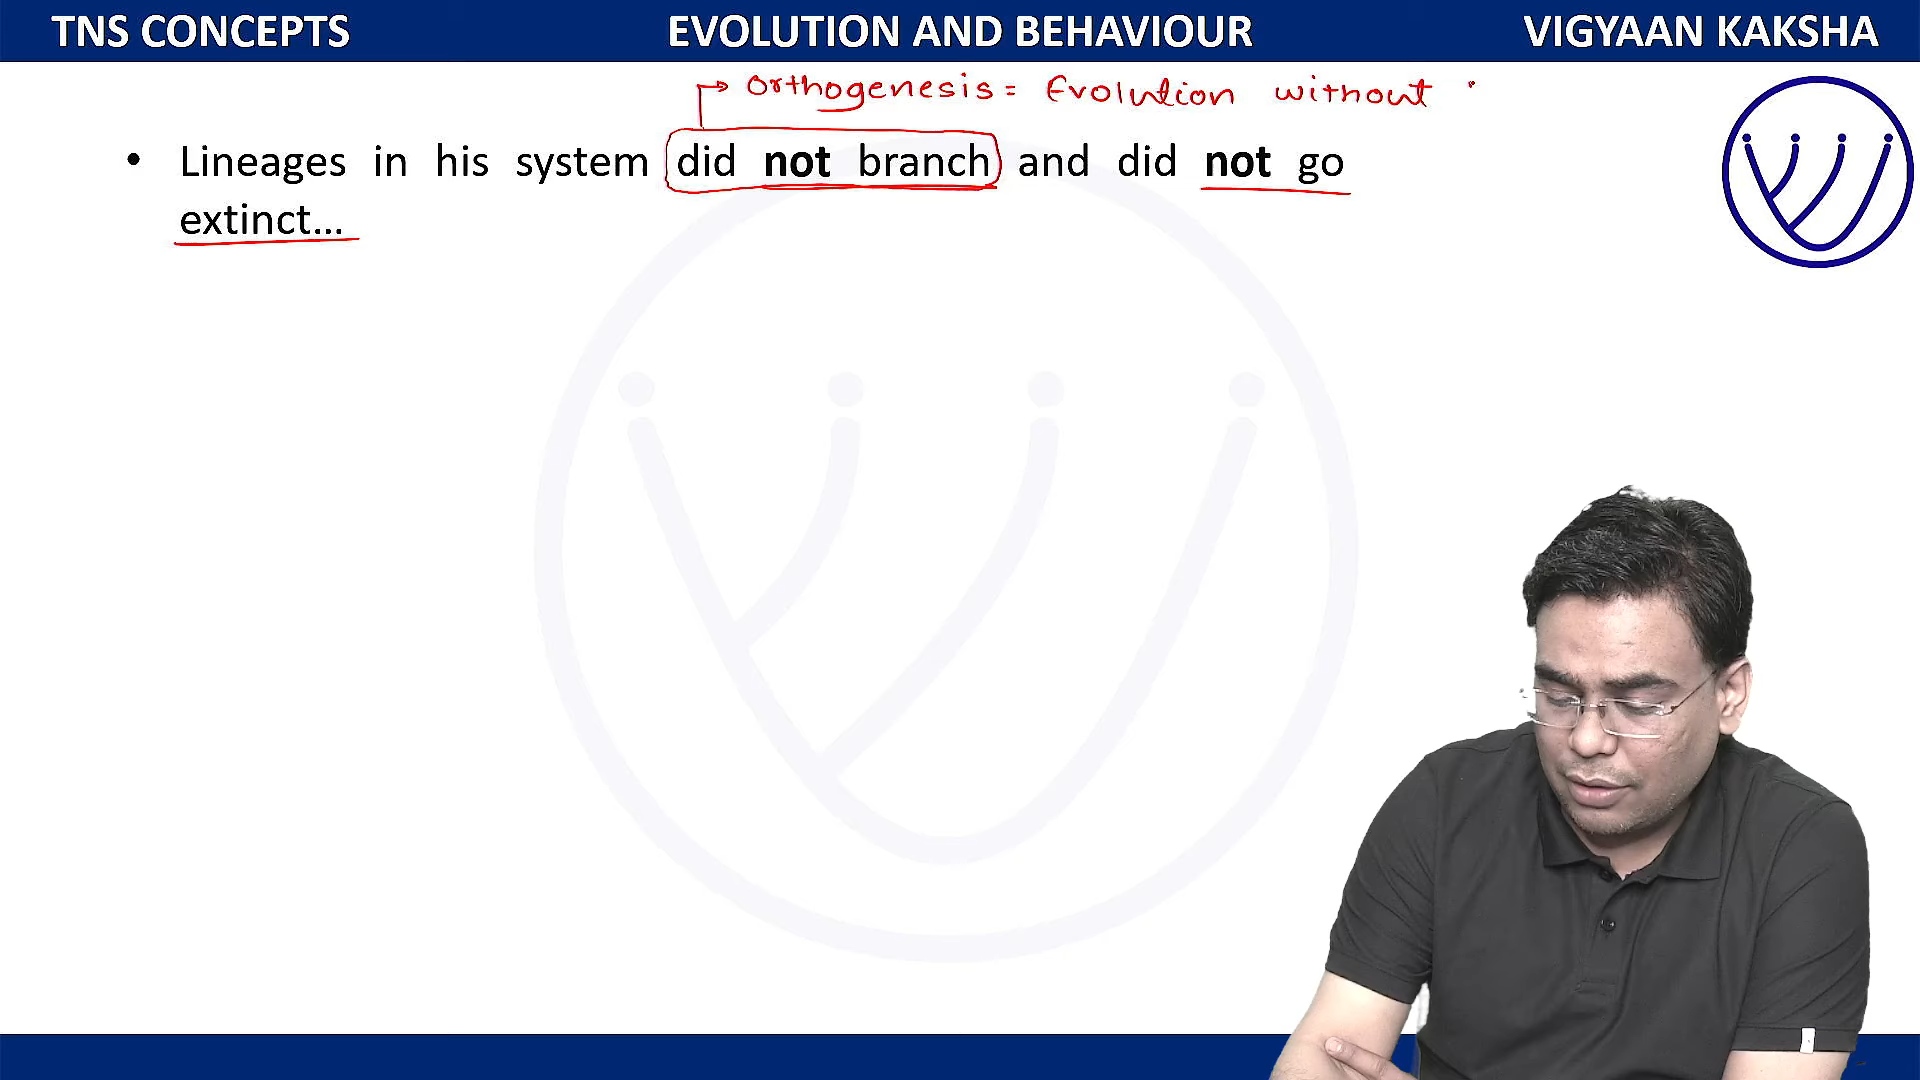 TNS CONCEPTS EVOLUTION AND BEHAVIOUR VIGYAAN KAKSHA
Orthogenesis = Evolution without
• Lineages in his system did not branch and did not go
extinct...